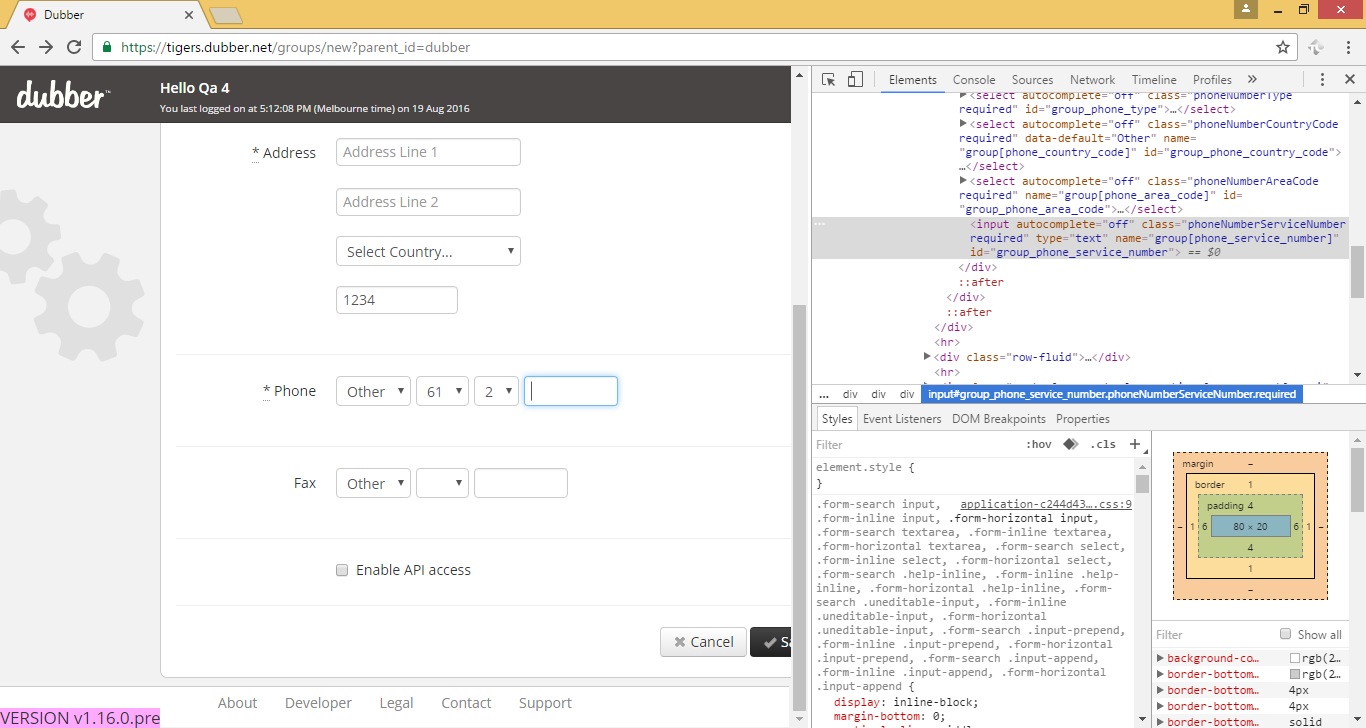 Dubber
https://tigers.dubber.net/groups/new?parent_id=dubber
dubber™
Hello Qa 4
You last logged on at 5:12:08 PM (Melbourne time) on 19 Aug 2016
* Address
Address Line 1
Address Line 2
Select Country...
1234
* Phone
Other
61
2
Fax
Other
Enable API access
Cancel
About
Developer
Legal
Contact
Support
VERSION v1.16.0.pre
Elements Console Sources Network Timeline Profiles »
<select autocomplete="off" class="phoneNumberType
required" id="group_phone_type">…</select>
<select autocomplete="off" class="phoneNumberCountryCode
required" data-default="Other" name=
"group[phone_country_code]" id="group_phone_country_code">
…</select>
<select autocomplete="off" class="phoneNumberAreaCode
required" name="group[phone_area_code]" id=
"group_phone_area_code">…</select>
<input autocomplete="off" class="phoneNumberServiceNumber
required" type="text" name="group[phone_service_number]"
id="group_phone_service_number"> == $0
</div>
::after
</div>
::after
</div>
<hr>
<div class="row-fluid">…</div>
<hr>
... div div div input#group_phone_service_number.phoneNumberServiceNumber.required
Styles Event Listeners DOM Breakpoints Properties
Filter :hov .cls +
element.style {
}
.form-search input, application-c244d43….css:9
.form-inline input, .form-horizontal input,
.form-search textarea, .form-inline textarea,
.form-horizontal textarea, .form-search select,
.form-inline select, .form-horizontal select,
.form-search .help-inline, .form-inline .help-
inline, .form-horizontal .help-inline, .form-
search .uneditable-input, .form-inline
.uneditable-input, .form-horizontal
.uneditable-input, .form-search .input-prepend,
.form-inline .input-prepend, .form-horizontal
.input-prepend, .form-search .input-append,
.form-inline .input-append, .form-horizontal
.input-append {
display: inline-block;
margin-bottom: 0;
margin –
border 1
padding 4
– 1 6 80 × 20 6 1 –
4
1
–
Filter Show all
background-co… rgb(2…
border-bottom… rgb(2…
border-bottom… 4px
border-bottom… 4px
border-bottom… solid